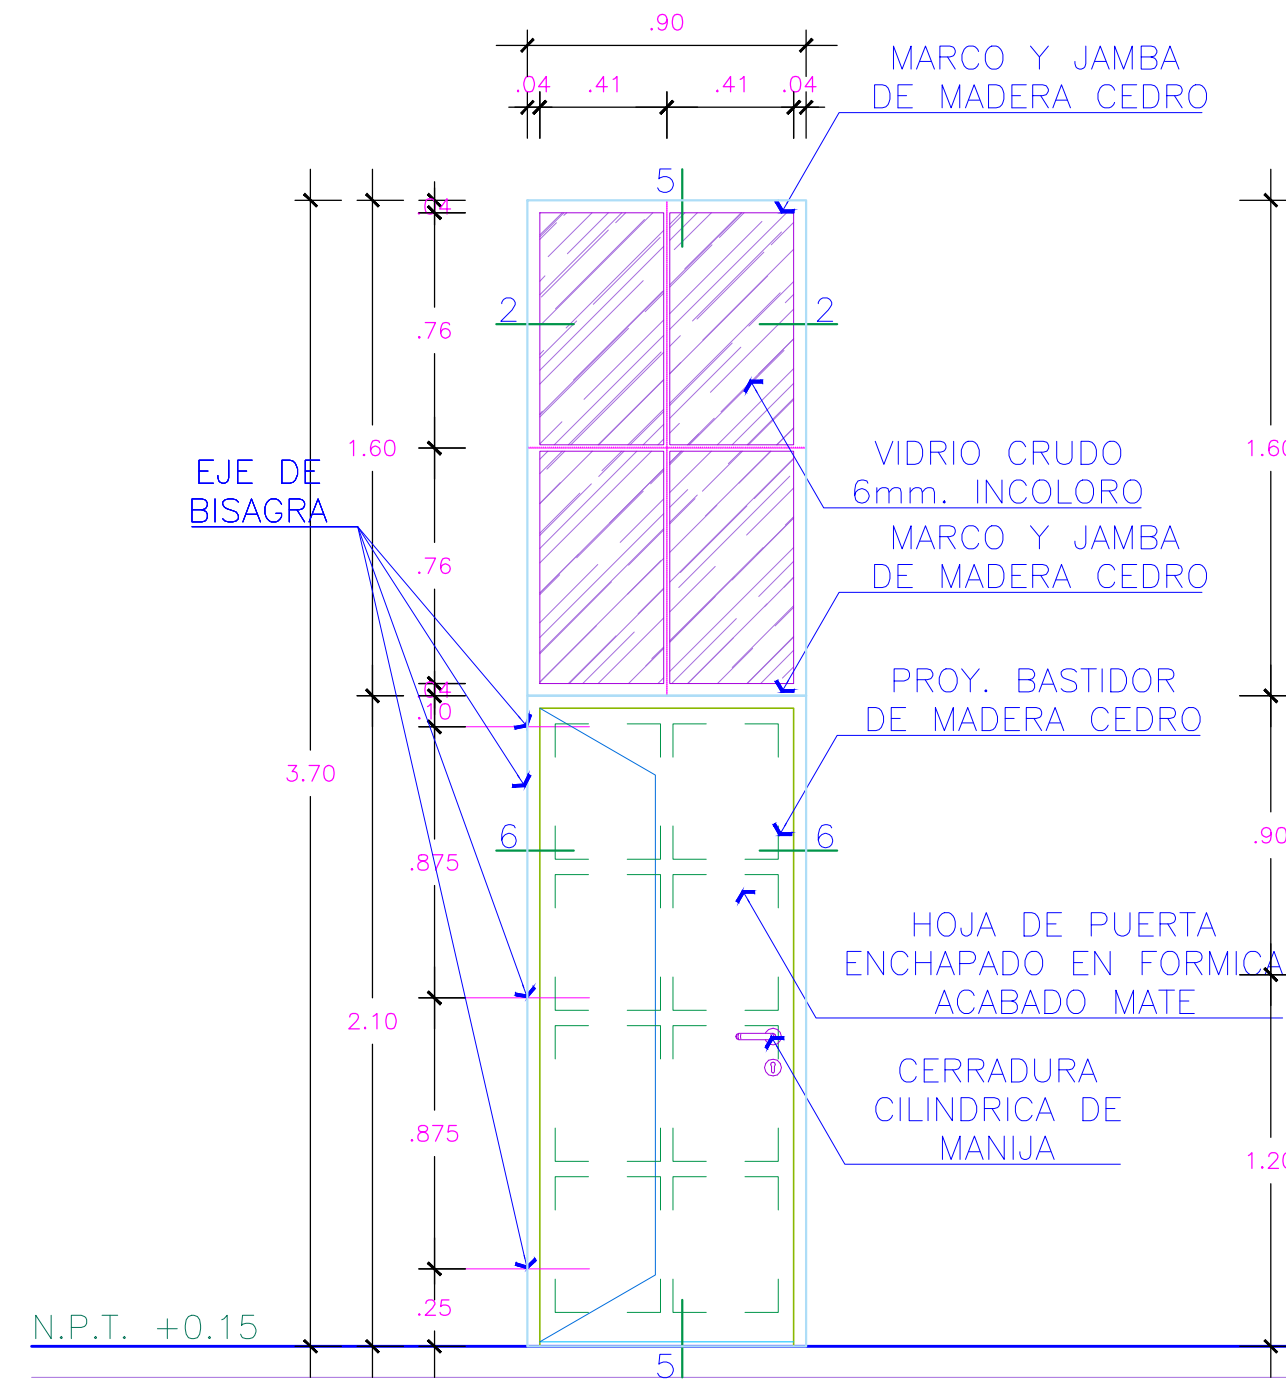 .90
.04 .41 .41 .04
MARCO Y JAMBA
DE MADERA CEDRO
5
.04
2
2
.76
1.60
1.60
EJE DE
BISAGRA
VIDRIO CRUDO
6mm. INCOLORO
MARCO Y JAMBA
DE MADERA CEDRO
.76
.04
.10
PROY. BASTIDOR
DE MADERA CEDRO
3.70
6
6
.90
.875
HOJA DE PUERTA
ENCHAPADO EN FORMICA
ACABADO MATE
2.10
CERRADURA
CILINDRICA DE
MANIJA
.875
1.20
.25
N.P.T. +0.15
5